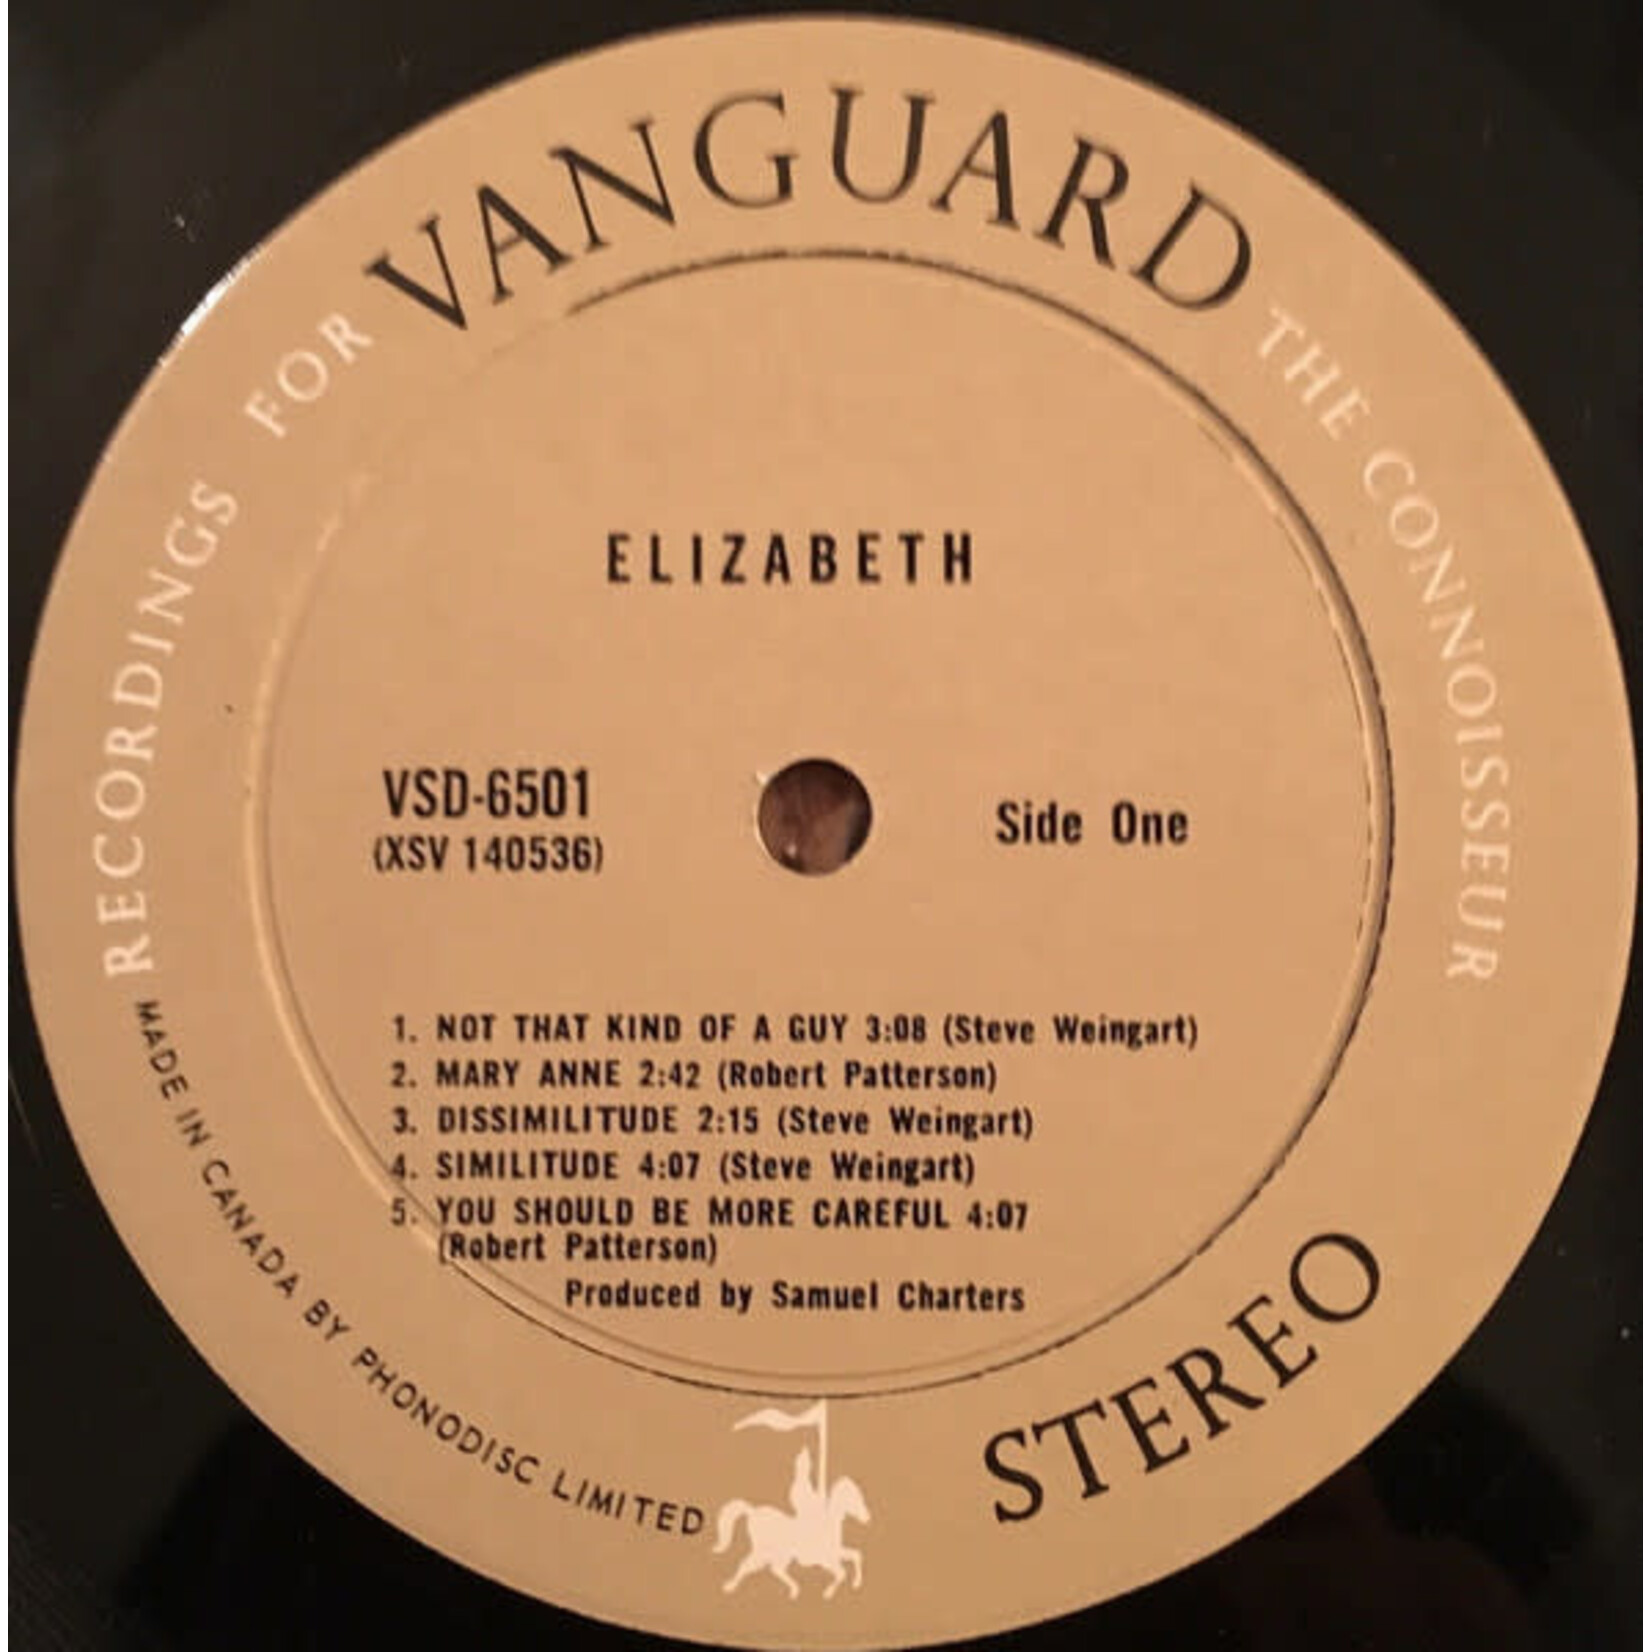 RECORDINGS FOR VANGUARD THE CONNOISSEUR
ELIZABETH
VSD-6501
(XSV 140536)
Side One
1. NOT THAT KIND OF A GUY 3:08 (Steve Weingart)
2. MARY ANNE 2:42 (Robert Patterson)
3. DISSIMILITUDE 2:15 (Steve Weingart)
4. SIMILITUDE 4:07 (Steve Weingart)
5. YOU SHOULD BE MORE CAREFUL 4:07
(Robert Patterson)
Produced by Samuel Charters
MADE IN CANADA BY PHONODISC LIMITED
STEREO